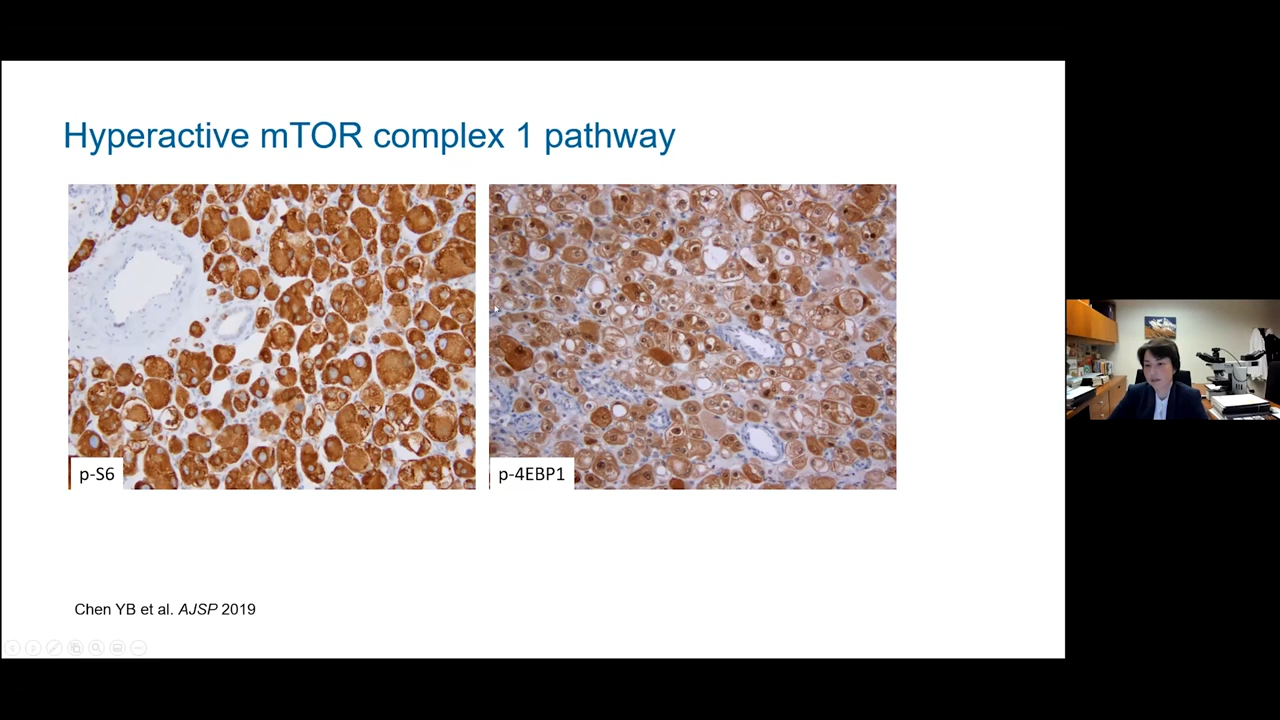 Hyperactive mTOR complex 1 pathway
p-S6
p-4EBP1
Chen YB et al. AJSP 2019